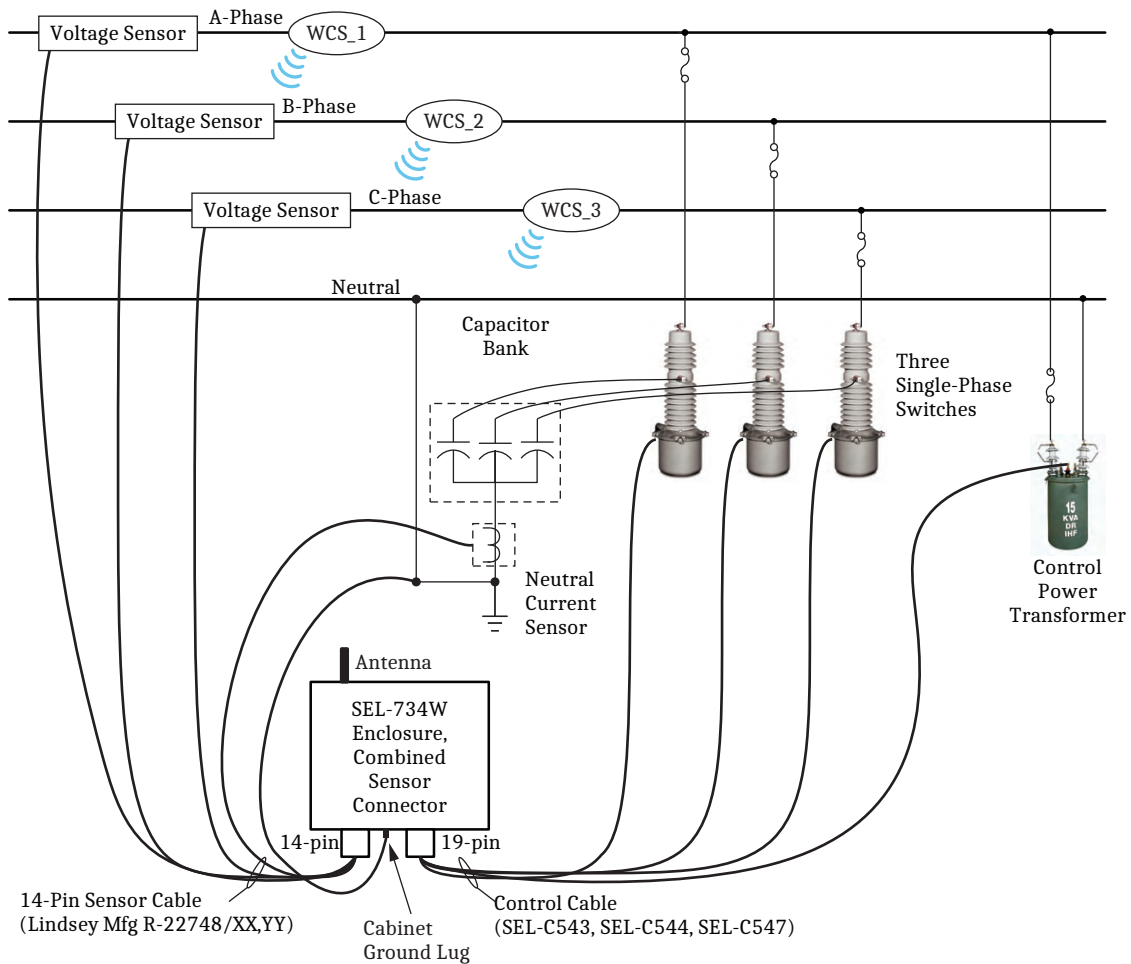 A-Phase
Voltage Sensor
WCS_1
B-Phase
Voltage Sensor
WCS_2
C-Phase
Voltage Sensor
WCS_3
Neutral
Capacitor
Bank
Three
Single-Phase
Switches
15
KVA
DR
IHF
Control
Power
Transformer
Neutral
Current
Sensor
Antenna
SEL-734W
Enclosure,
Combined
Sensor
Connector
14-pin
19-pin
14-Pin Sensor Cable
(Lindsey Mfg R-22748/XX,YY)
Cabinet
Ground Lug
Control Cable
(SEL-C543, SEL-C544, SEL-C547)